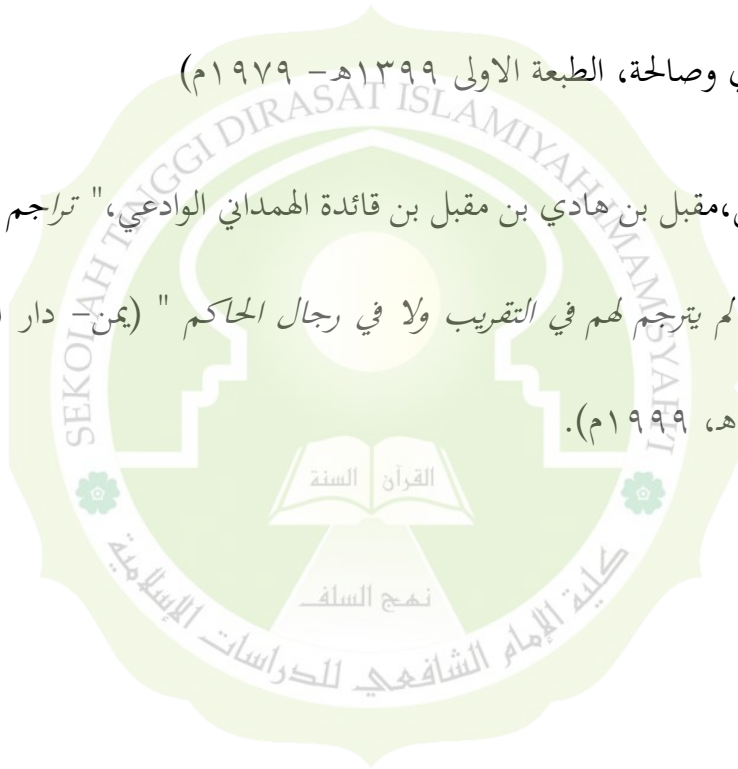 ي وصالحة، الطبعة الاولى ١٣٩٩هـ– ١٩٧٩م)
،مقبل بن هادي بن مقبل بن قائدة الهمداني الوادعي،" تراجم
لم يترجم لهم في التقريب ولا في رجال الحاكم " (يمن– دار ا
هـ، ١٩٩٩م).
SEKOLAH TINGGI DIRASAT ISLAMIYAH IMAM SYAFE'I
القرآن السنة
نهج السلف
كلية الإمام الشافعي للدراسات الإسلامية